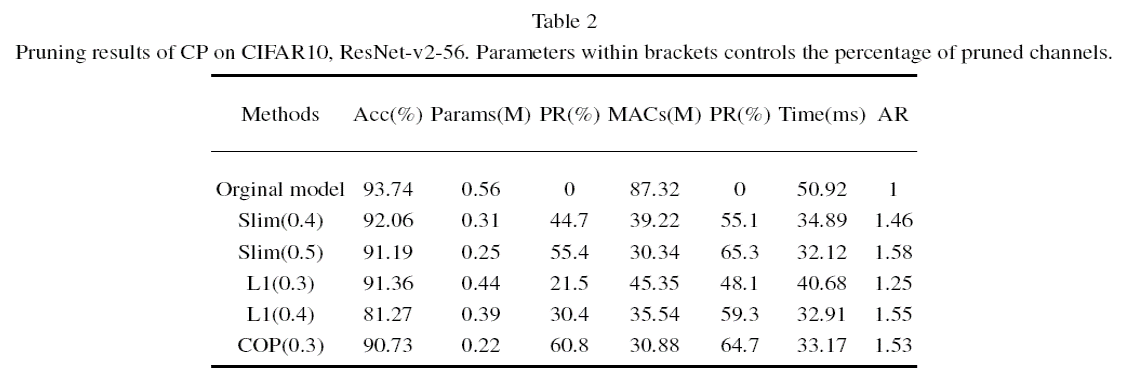 Table 2
Pruning results of CP on CIFAR10, ResNet-v2-56. Parameters within brackets controls the percentage of pruned channels.
Methods Acc(%) Params(M) PR(%) MACs(M) PR(%) Time(ms) AR
Orginal model 93.74 0.56 0 87.32 0 50.92 1
Slim(0.4) 92.06 0.31 44.7 39.22 55.1 34.89 1.46
Slim(0.5) 91.19 0.25 55.4 30.34 65.3 32.12 1.58
L1(0.3) 91.36 0.44 21.5 45.35 48.1 40.68 1.25
L1(0.4) 81.27 0.39 30.4 35.54 59.3 32.91 1.55
COP(0.3) 90.73 0.22 60.8 30.88 64.7 33.17 1.53